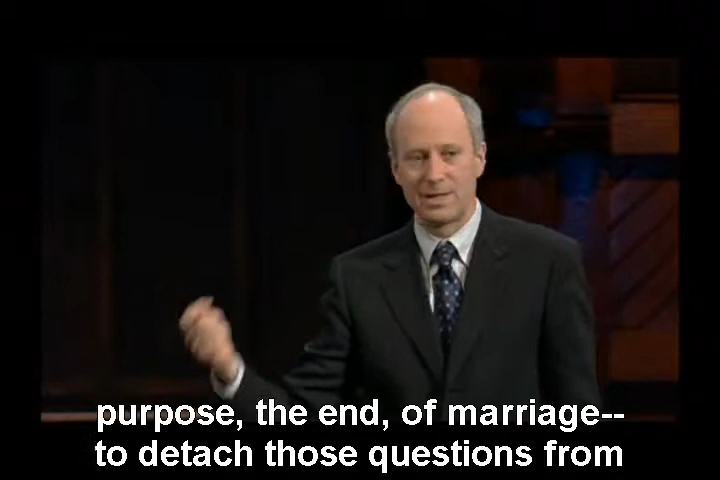 purpose, the end, of marriage--
to detach those questions from